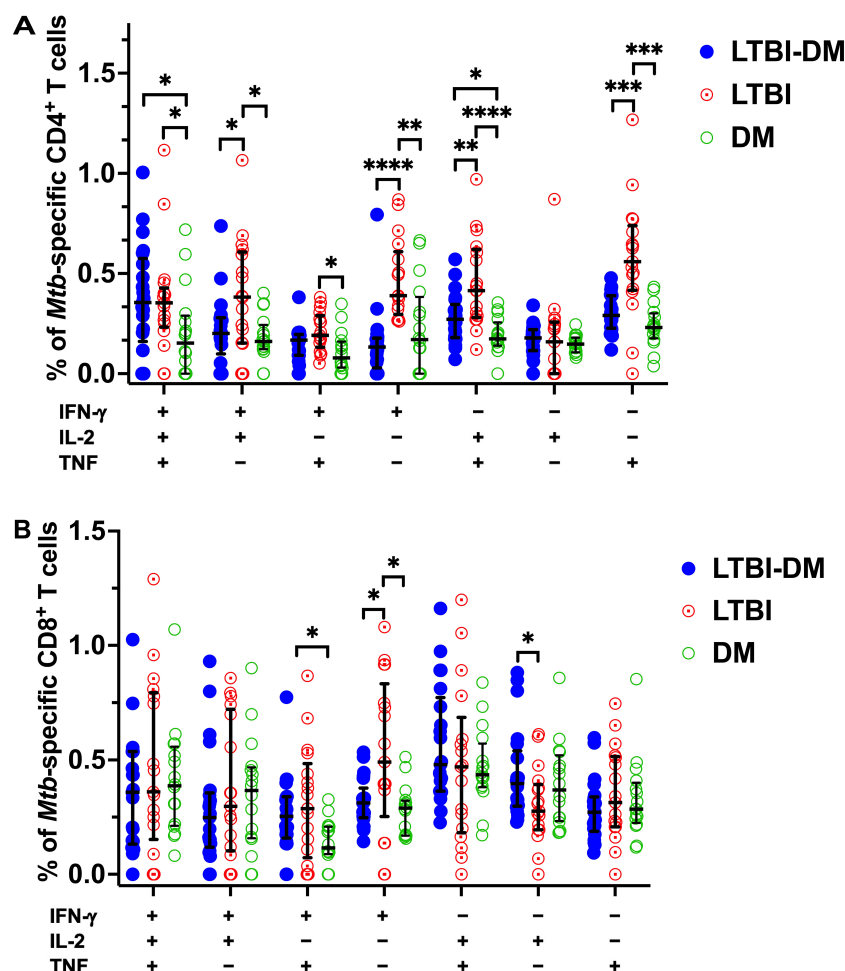 A
% of Mtb-specific CD4⁺ T cells
1.5
1.0
0.5
0.0
* * * * * **** ** ** **** * *** ***
LTBI-DM
LTBI
DM
IFN-γ + + + + − − −
IL-2 + + − − + + −
TNF + − + − + − +
B
% of Mtb-specific CD8⁺ T cells
1.5
1.0
0.5
0.0
* * * *
LTBI-DM
LTBI
DM
IFN-γ + + + + − − −
IL-2 + + − − + + −
TNF + − + − + − +